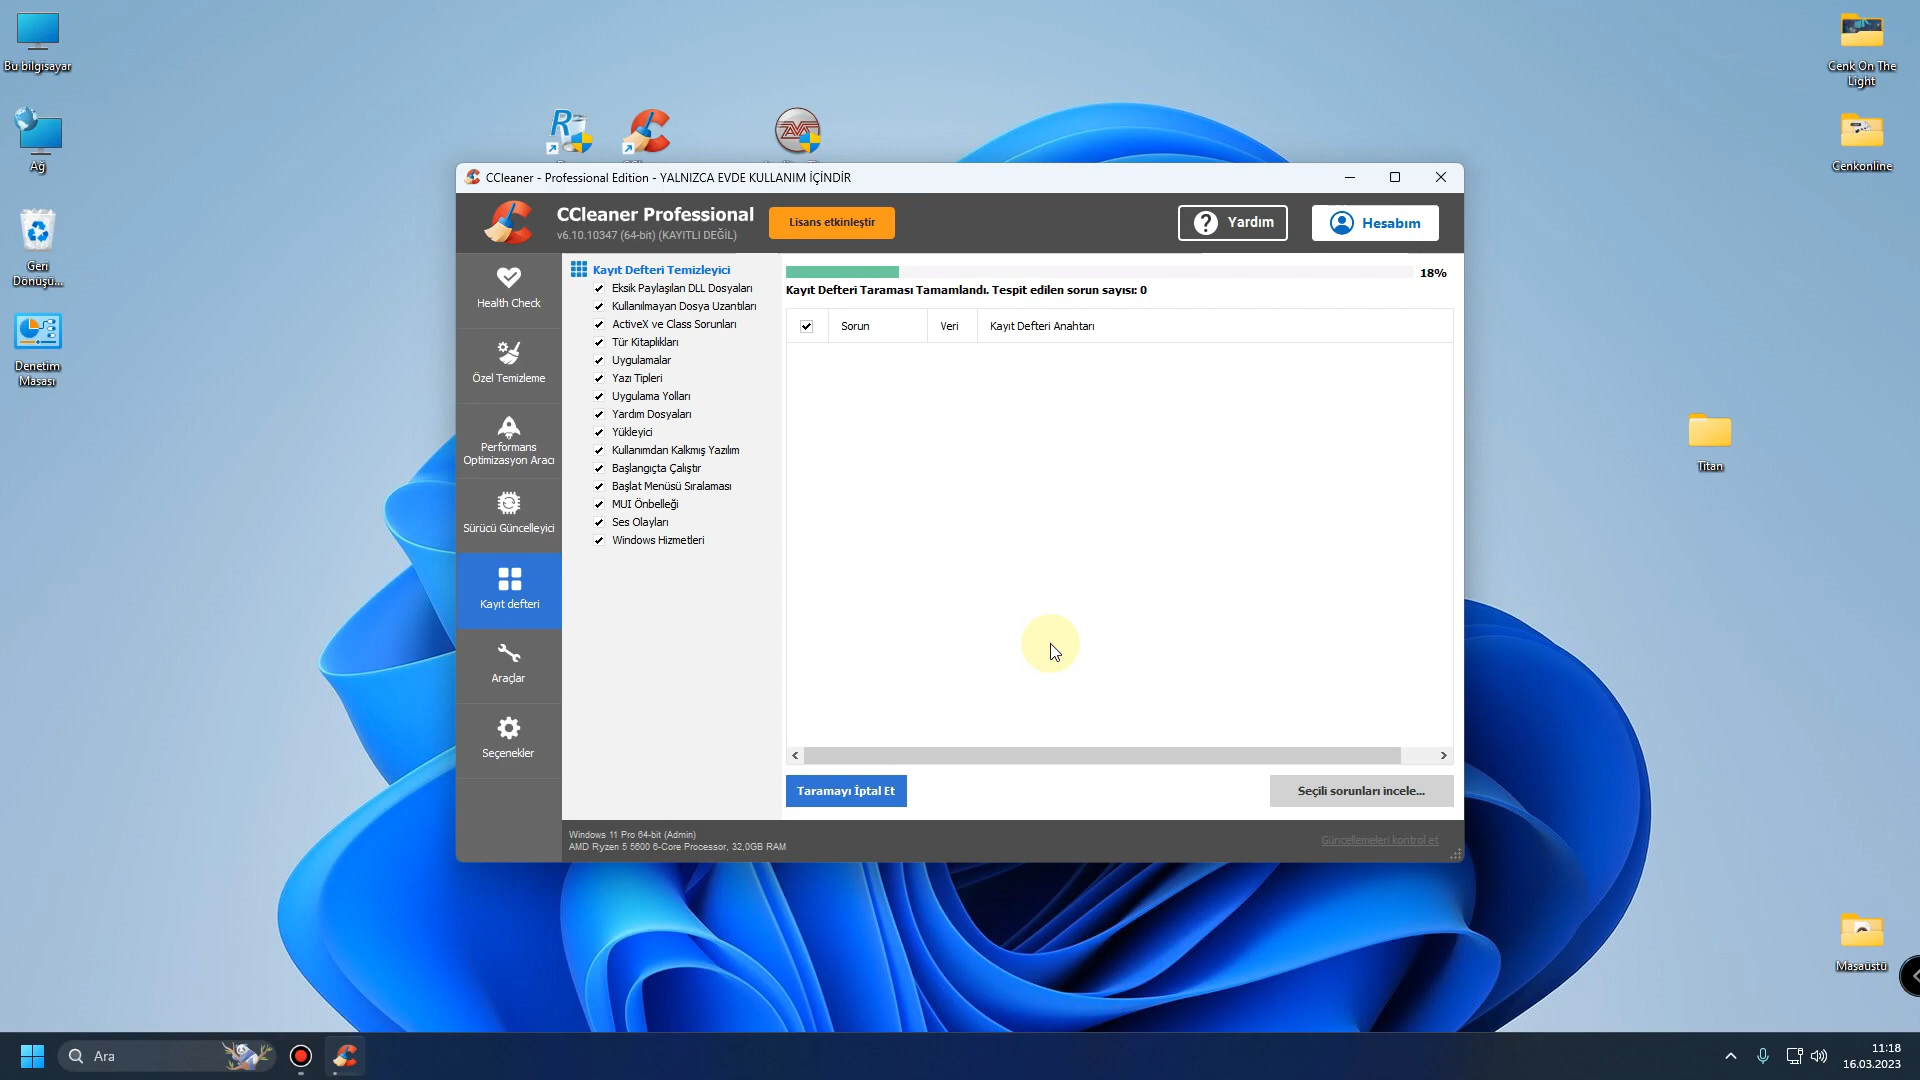 Bu bilgisayar
Ağ
Geri
Dönüşü...
Denetim
Masası
Cenk On The
Light
Cenkonline
Titan
Masaüstü
CCleaner - Professional Edition - YALNIZCA EVDE KULLANIM İÇİNDİR
CCleaner Professional
v6.10.10347 (64-bit) (KAYITLI DEĞİL)
Lisans etkinleştir
? Yardım
Hesabım
Health Check
Özel Temizleme
Performans
Optimizasyon Aracı
Sürücü Güncelleyici
Kayıt defteri
Araçlar
Seçenekler
Kayıt Defteri Temizleyici
Eksik Paylaşılan DLL Dosyaları
Kullanılmayan Dosya Uzantıları
ActiveX ve Class Sorunları
Tür Kitaplıkları
Uygulamalar
Yazı Tipleri
Uygulama Yolları
Yardım Dosyaları
Yükleyici
Kullanımdan Kalkmış Yazılım
Başlangıçta Çalıştır
Başlat Menüsü Sıralaması
MUI Önbelleği
Ses Olayları
Windows Hizmetleri
18%
Kayıt Defteri Taraması Tamamlandı. Tespit edilen sorun sayısı: 0
Sorun Veri Kayıt Defteri Anahtarı
Taramayı İptal Et
Seçili sorunları incele...
Windows 11 Pro 64-bit (Admin)
AMD Ryzen 5 5600 6-Core Processor, 32,0GB RAM
Güncellemeleri kontrol et
Ara
11:18
16.03.2023